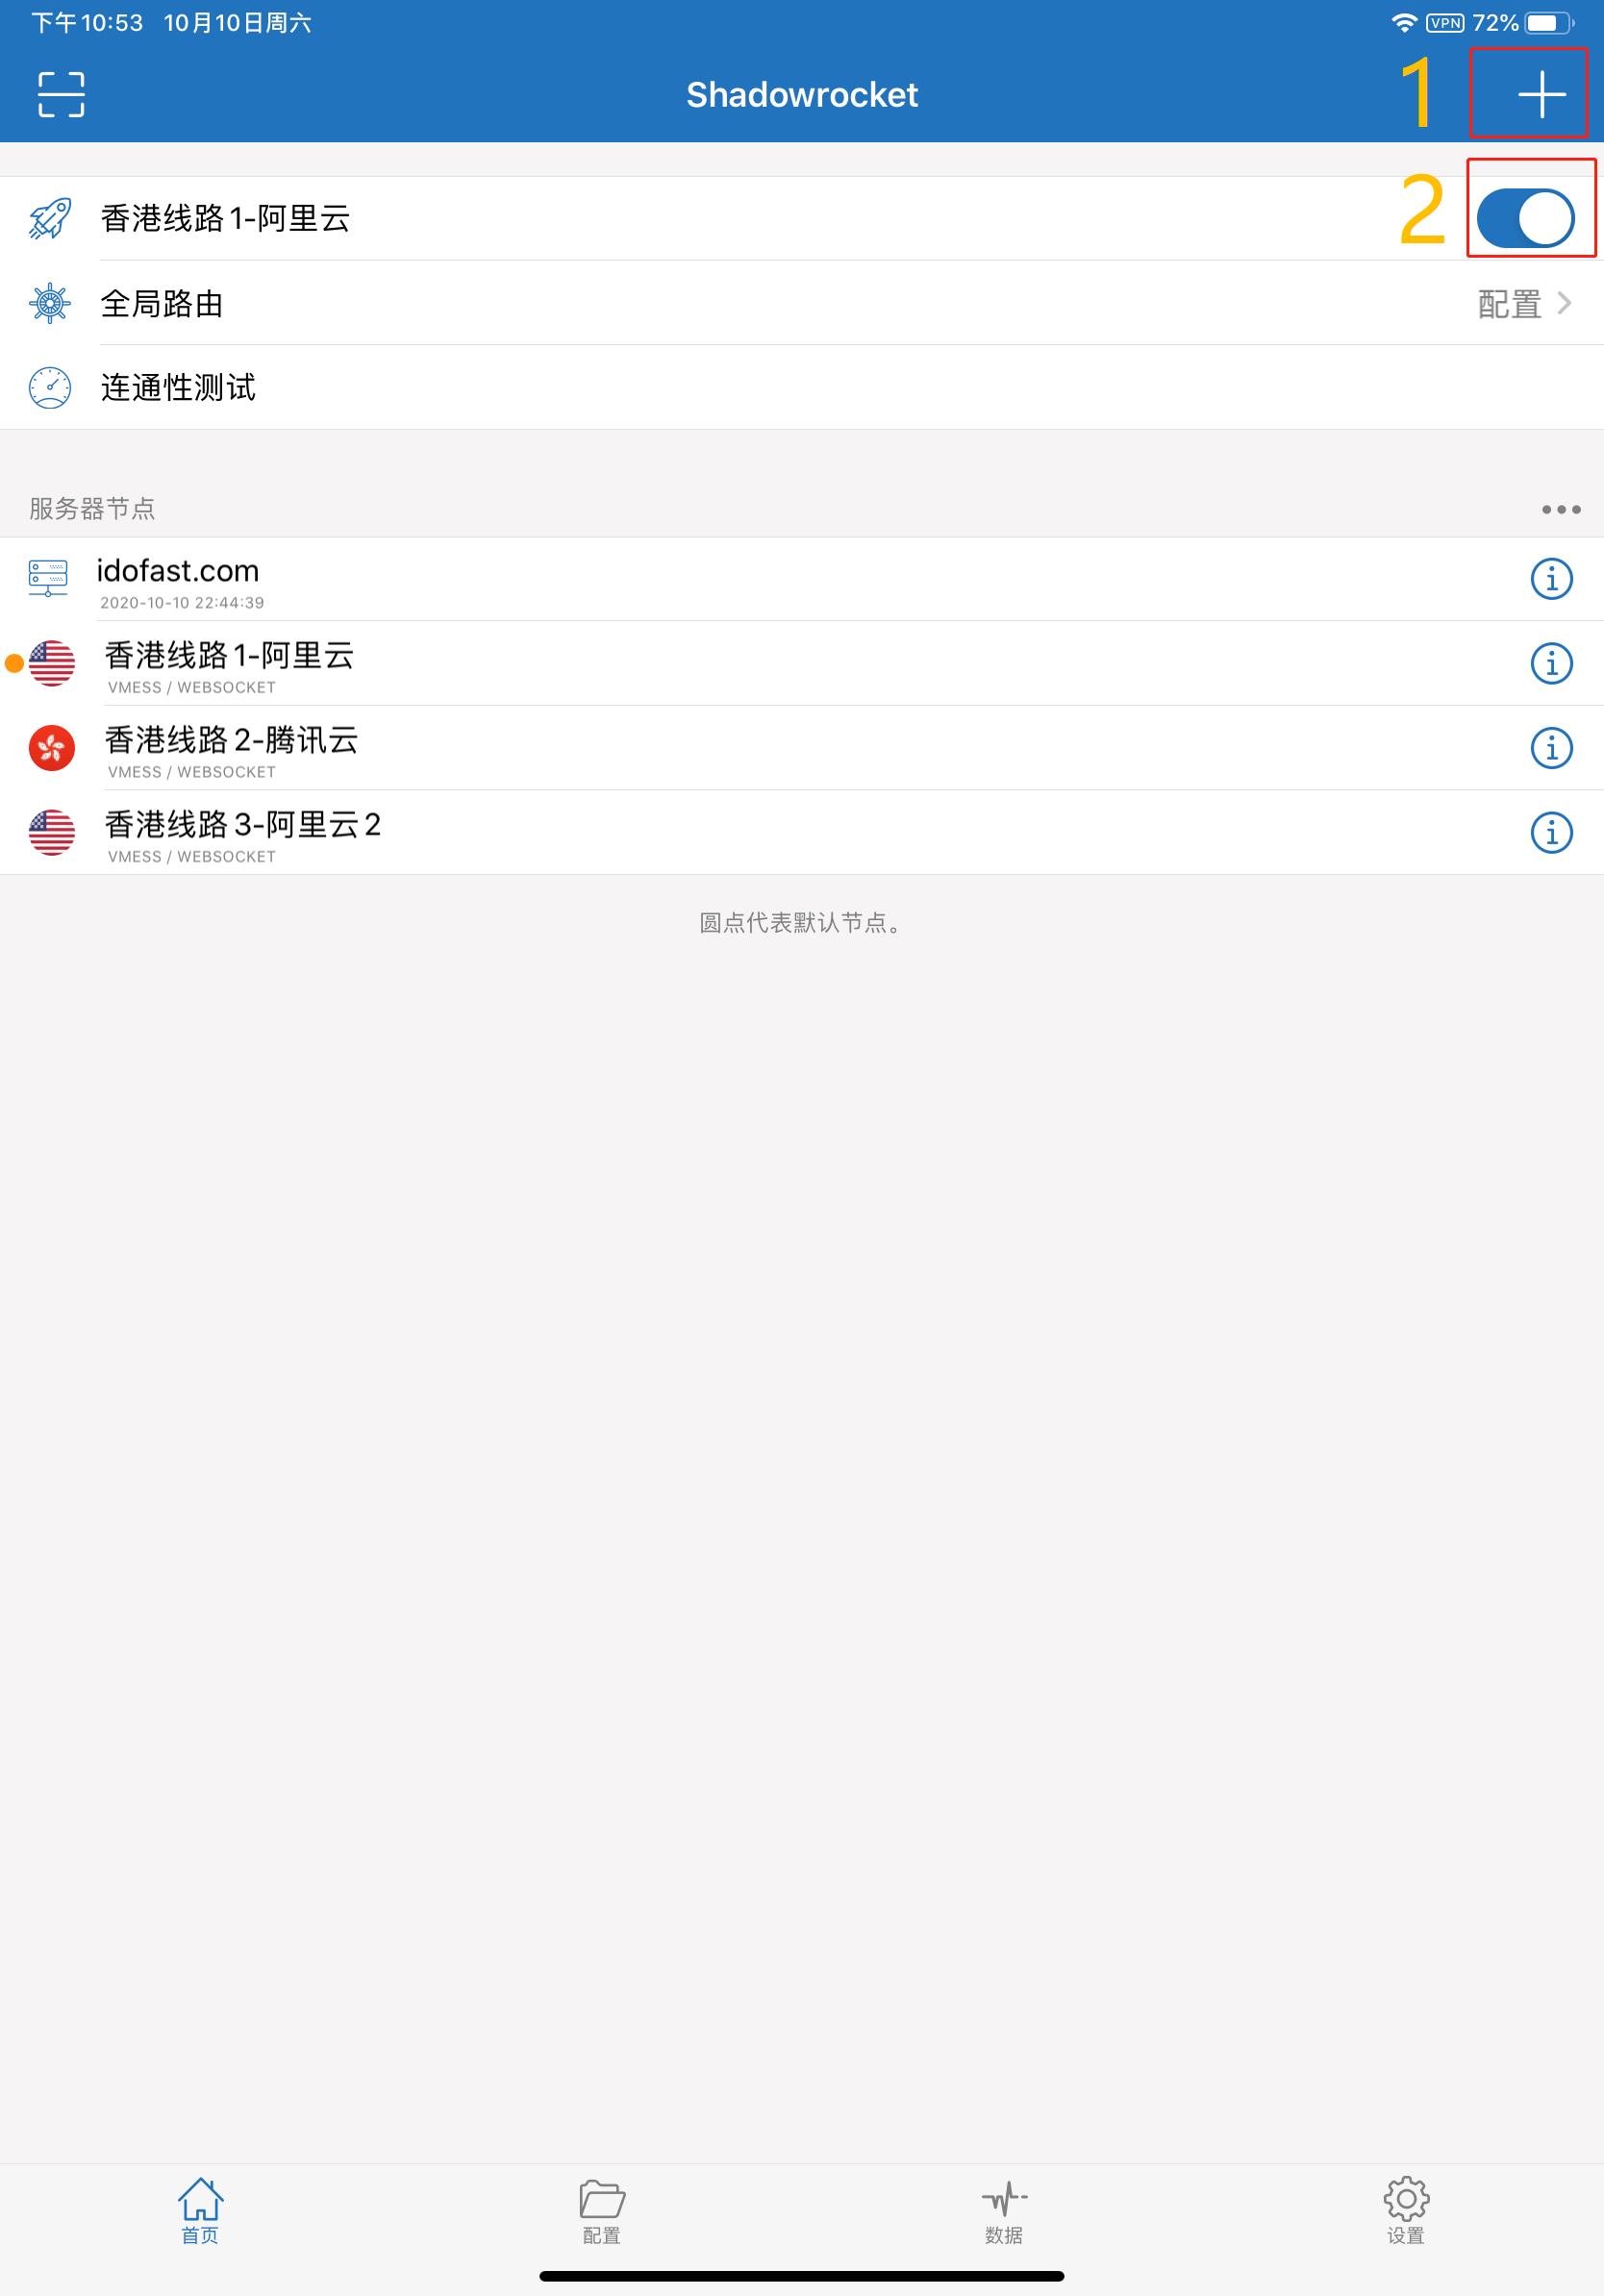 下午10:53 10月10日周六
VPN 72%
Shadowrocket
1
香港线路1-阿里云
2
全局路由
配置
连通性测试
服务器节点
idofast.com
2020-10-10 22:44:39
香港线路1-阿里云
VMESS / WEBSOCKET
香港线路2-腾讯云
VMESS / WEBSOCKET
香港线路3-阿里云2
VMESS / WEBSOCKET
圆点代表默认节点。
首页
配置
数据
设置